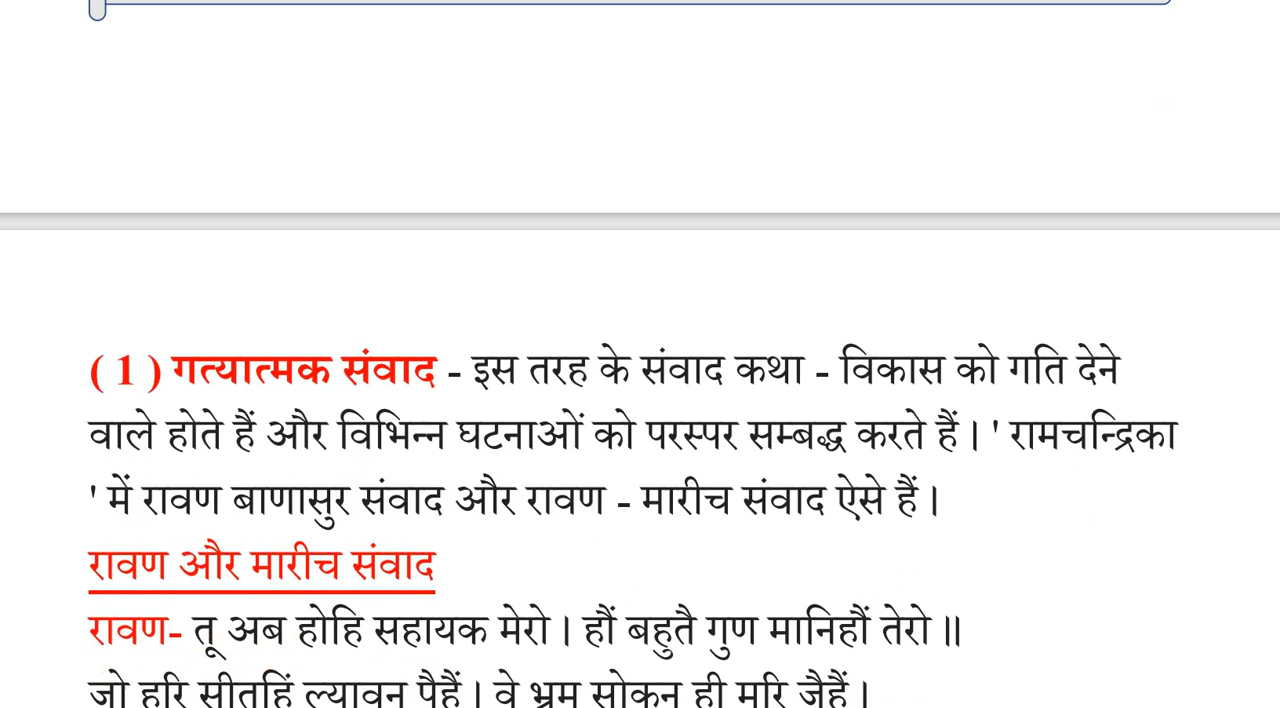 ( 1 ) गत्यात्मक संवाद - इस तरह के संवाद कथा - विकास को गति देने
वाले होते हैं और विभिन्न घटनाओं को परस्पर सम्बद्ध करते हैं। ' रामचन्द्रिका
' में रावण बाणासुर संवाद और रावण - मारीच संवाद ऐसे हैं।
रावण और मारीच संवाद
रावण- तू अब होहि सहायक मेरो। हौं बहुतै गुण मानिहौं तेरो॥
जो हरि सीतहिं ल्यावन पैहैं। वे भ्रम सोकन ही मरि जैहैं।